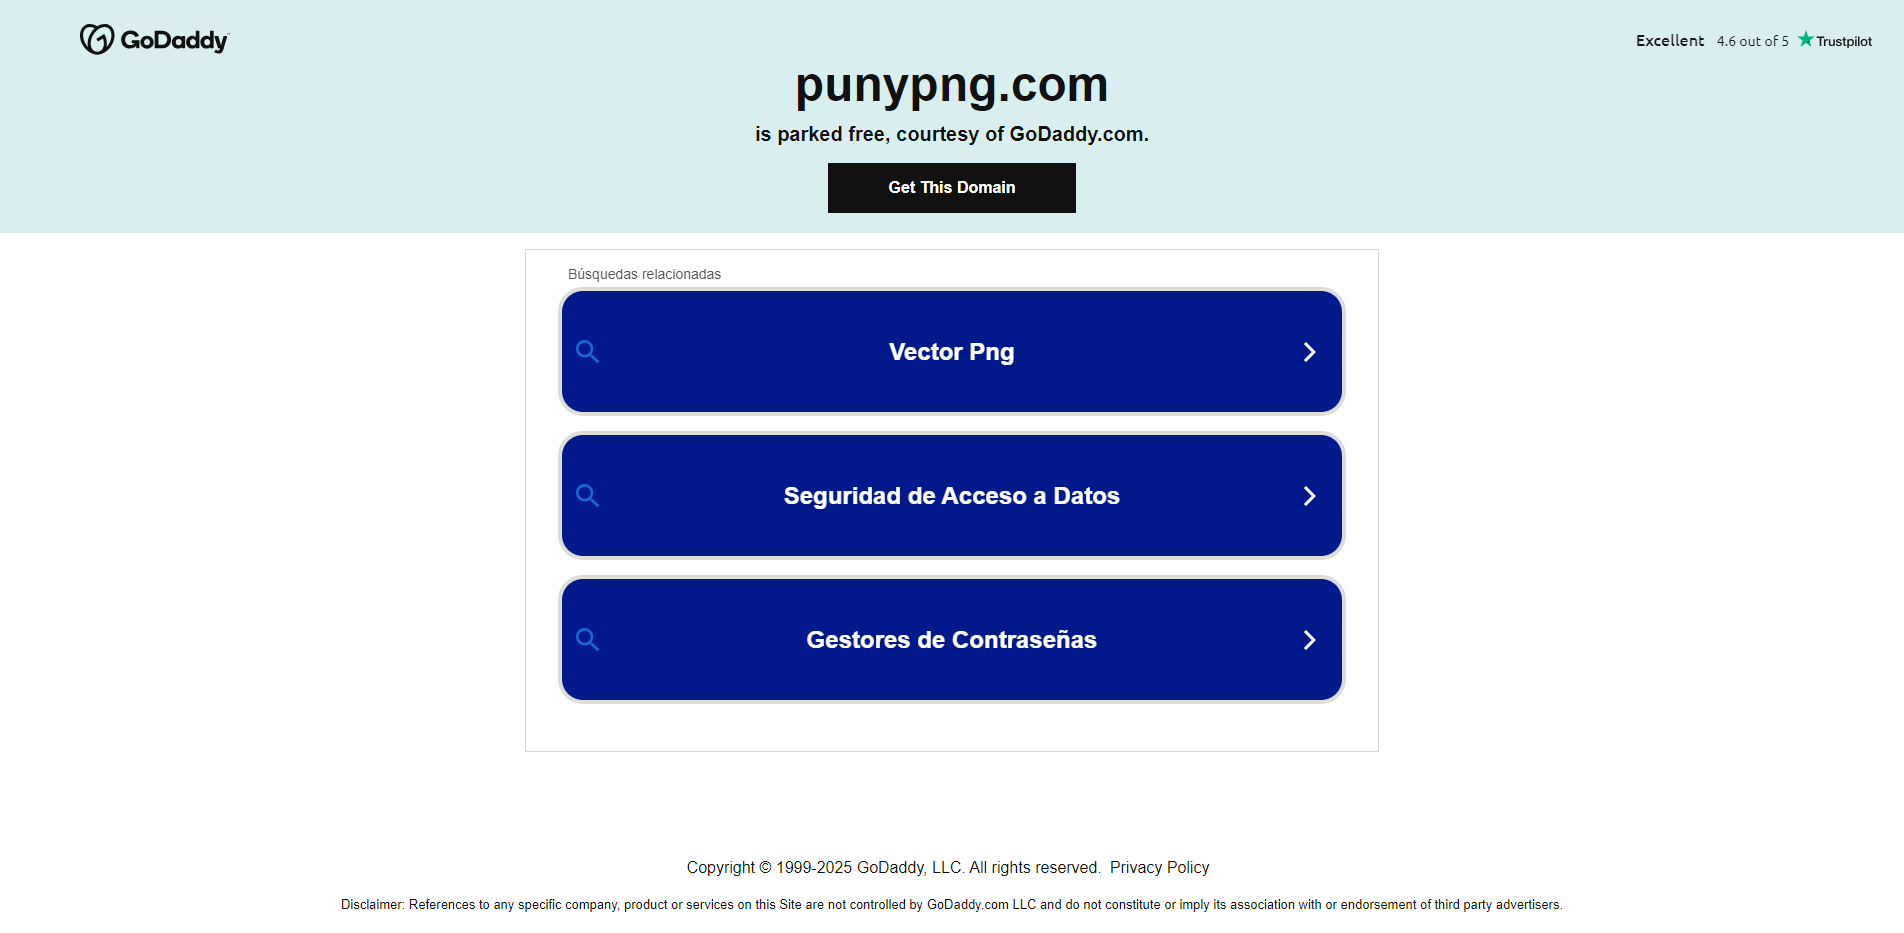 GoDaddy
Excellent 4.6 out of 5 Trustpilot
punypng.com
is parked free, courtesy of GoDaddy.com.
Get This Domain
Búsquedas relacionadas
Vector Png
Seguridad de Acceso a Datos
Gestores de Contraseñas
Copyright © 1999-2025 GoDaddy, LLC. All rights reserved. Privacy Policy
Disclaimer: References to any specific company, product or services on this Site are not controlled by GoDaddy.com LLC and do not constitute or imply its association with or endorsement of third party advertisers.